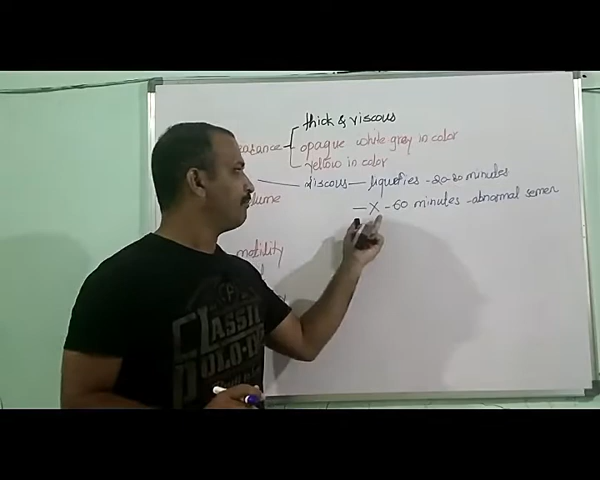 thick & viscous
opaque white grey in color
yellow in color
viscous - liquefies - 20-30 minutes
- X - 60 minutes - abnormal semen
motility
CLASSIC
POLO